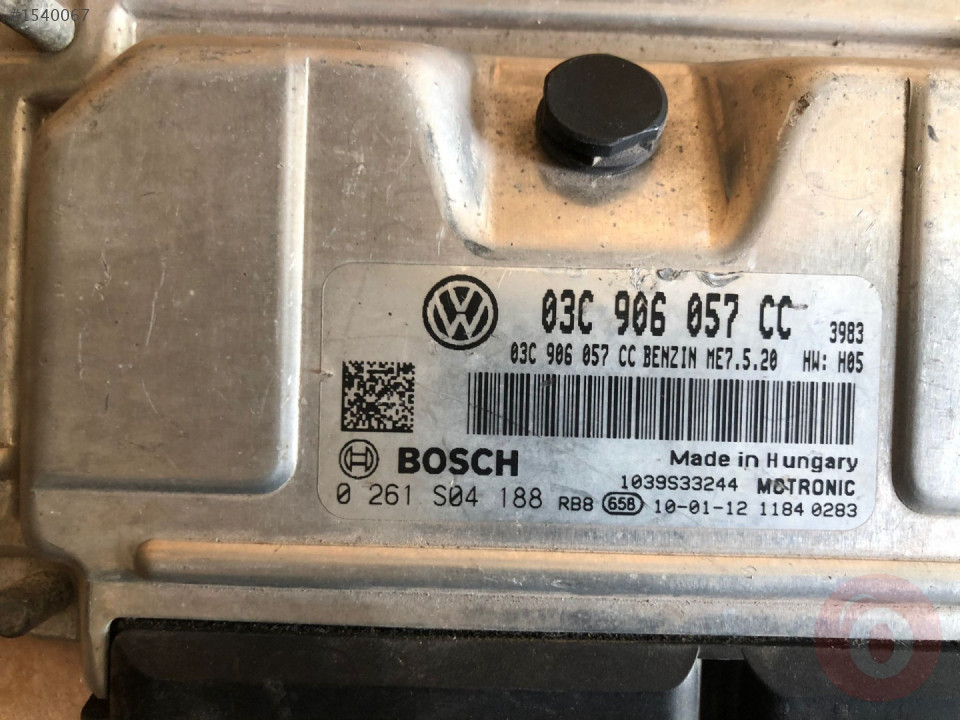 #1540067
03C 906 057 CC 3983
03C 906 057 CC BENZIN ME7.5.20 HW: H05
BOSCH Made in Hungary
1039S33244 MOTRONIC
0 261 S04 188 RB8 658 10-01-12 1184 0283